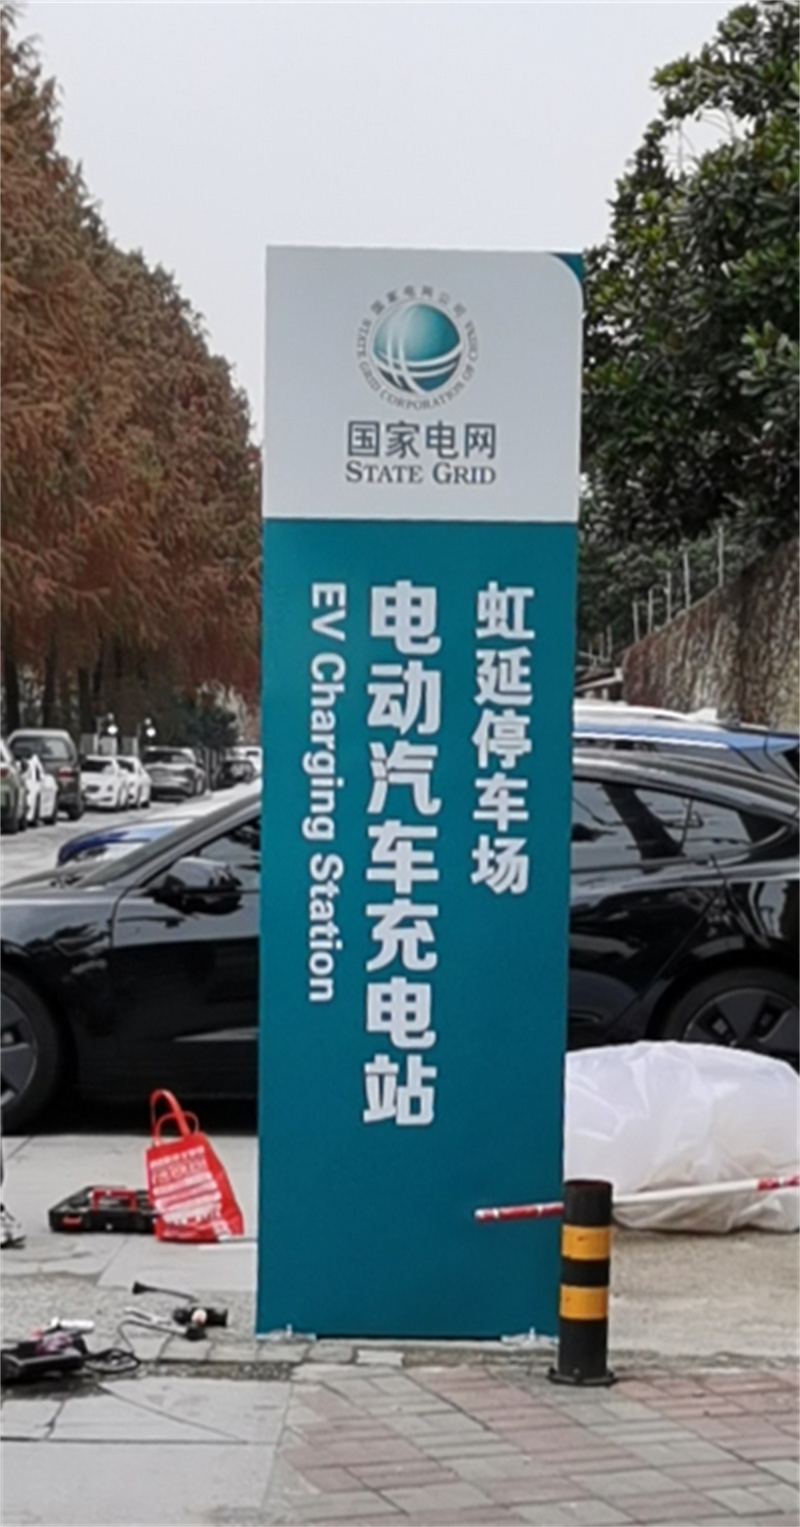 国家电网公司
STATE GRID CORPORATION OF CHINA
国家电网
STATE GRID
虹延停车场
电动汽车充电站
EV Charging Station